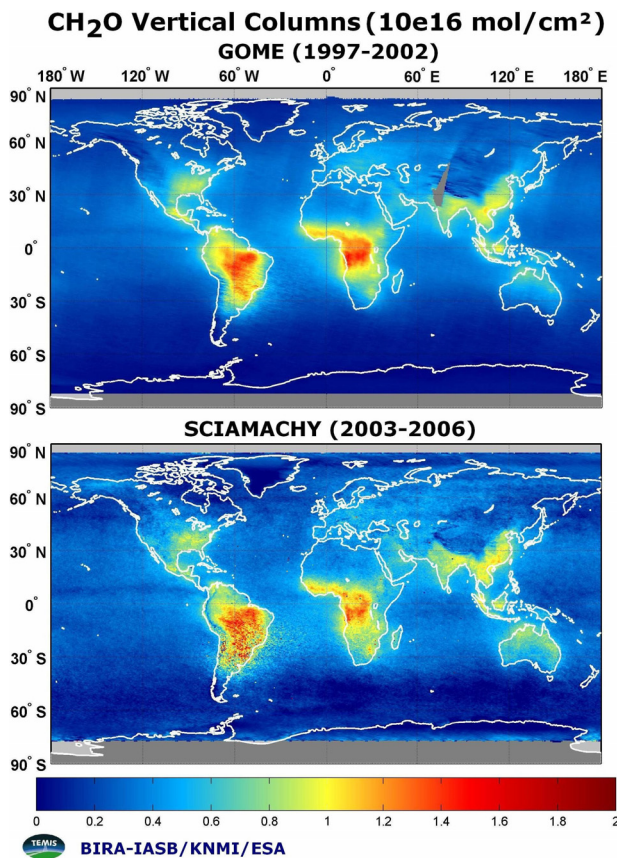 CH₂O Vertical Columns (10e16 mol/cm²)
GOME (1997-2002)
180° W 120° W 60° W 0° 60° E 120° E 180° E
90° N
60° N
30° N
0°
30° S
60° S
90° S
SCIAMACHY (2003-2006)
90° N
60° N
30° N
0°
30° S
60° S
90° S
0 0.2 0.4 0.6 0.8 1 1.2 1.4 1.6 1.8 2
TEMIS BIRA-IASB/KNMI/ESA